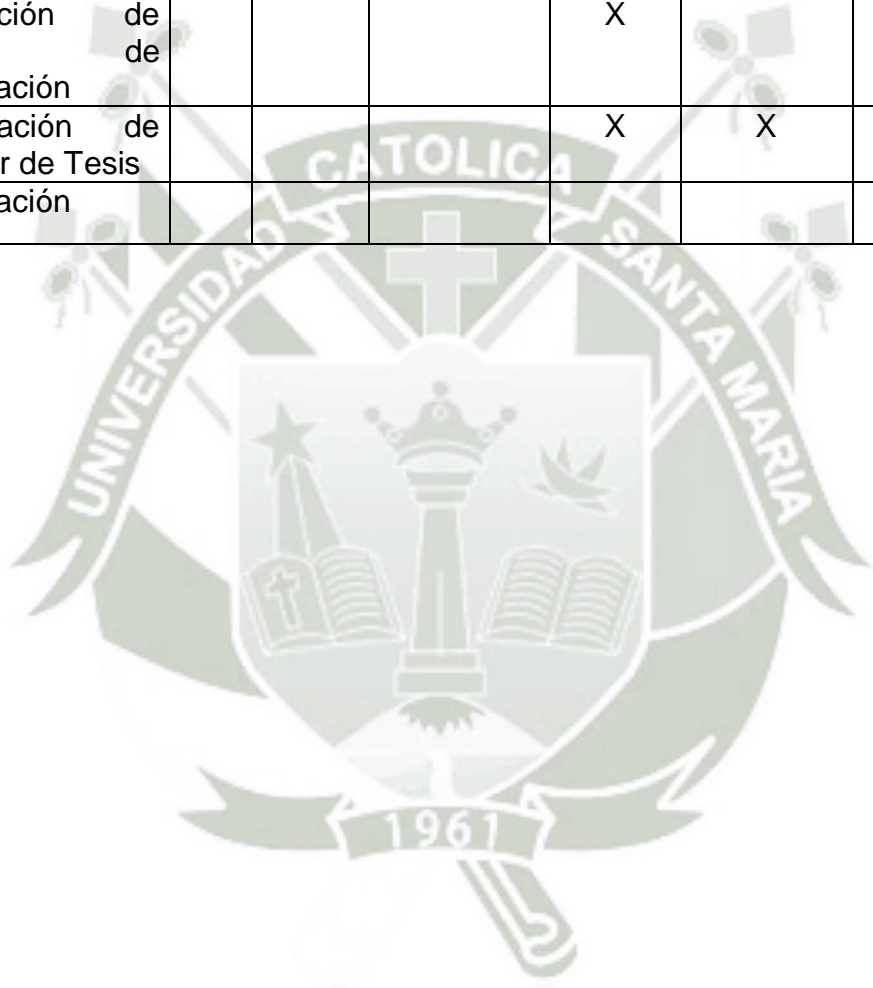 ción de X
de
ación
ación de X X
r de Tesis
ación
UNIVERSIDAD CATOLICA SANTA MARIA
1961